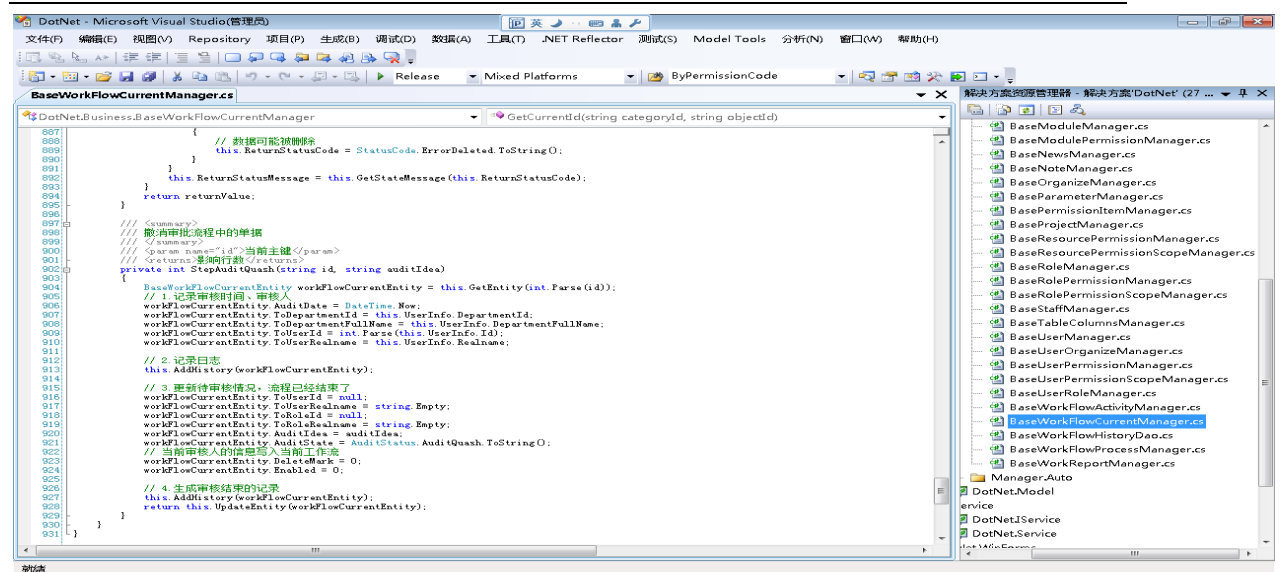 DotNet - Microsoft Visual Studio(管理员)
英
文件(F) 编辑(E) 视图(V) Repository 项目(P) 生成(B) 调试(D) 数据(A) 工具(T) .NET Reflector 测试(S) Model Tools 分析(N) 窗口(W) 帮助(H)
Release Mixed Platforms ByPermissionCode
BaseWorkFlowCurrentManager.cs
DotNet.Business.BaseWorkFlowCurrentManager GetCurrentId(string categoryId, string objectId)
887 {
888 // 数据可能被删除
889 this.ReturnStatusCode = StatusCode.ErrorDeleted.ToString();
890 }
891 }
892 this.ReturnStatusMessage = this.GetStateMessage(this.ReturnStatusCode);
893 }
894 return returnValue;
895 }
896
897 /// <summary>
898 /// 撤消审批流程中的单据
899 /// </summary>
900 /// <param name="id">当前主键</param>
901 /// <returns>影响行数</returns>
902 private int StepAuditQuash(string id, string auditIdea)
903 {
904 BaseWorkFlowCurrentEntity workFlowCurrentEntity = this.GetEntity(int.Parse(id));
905 // 1.记录审核时间、审核人
906 workFlowCurrentEntity.AuditDate = DateTime.Now;
907 workFlowCurrentEntity.ToDepartmentId = this.UserInfo.DepartmentId;
908 workFlowCurrentEntity.ToDepartmentFullName = this.UserInfo.DepartmentFullName;
909 workFlowCurrentEntity.ToUserId = int.Parse(this.UserInfo.Id);
910 workFlowCurrentEntity.ToUserRealname = this.UserInfo.Realname;
911
912 // 2.记录日志
913 this.AddHistory(workFlowCurrentEntity);
914
915 // 3.更新待审核情况，流程已经结束了
916 workFlowCurrentEntity.ToUserId = null;
917 workFlowCurrentEntity.ToUserRealname = string.Empty;
918 workFlowCurrentEntity.ToRoleId = null;
919 workFlowCurrentEntity.ToRoleRealname = string.Empty;
920 workFlowCurrentEntity.AuditIdea = auditIdea;
921 workFlowCurrentEntity.AuditState = AuditStatus.AuditQuash.ToString();
922 // 当前审核人的信息写入当前工作流
923 workFlowCurrentEntity.DeleteMark = 0;
924 workFlowCurrentEntity.Enabled = 0;
925
926 // 4.生成审核结束的记录
927 this.AddHistory(workFlowCurrentEntity);
928 return this.UpdateEntity(workFlowCurrentEntity);
929 }
930 }
931 }
解决方案资源管理器 - 解决方案'DotNet' (27 ...
BaseModuleManager.cs
BaseModulePermissionManager.cs
BaseNewsManager.cs
BaseNoteManager.cs
BaseOrganizeManager.cs
BaseParameterManager.cs
BasePermissionItemManager.cs
BaseProjectManager.cs
BaseResourcePermissionManager.cs
BaseResourcePermissionScopeManager.cs
BaseRoleManager.cs
BaseRolePermissionManager.cs
BaseRolePermissionScopeManager.cs
BaseStaffManager.cs
BaseTableColumnsManager.cs
BaseUserManager.cs
BaseUserOrganizeManager.cs
BaseUserPermissionManager.cs
BaseUserPermissionScopeManager.cs
BaseUserRoleManager.cs
BaseWorkFlowActivityManager.cs
BaseWorkFlowCurrentManager.cs
BaseWorkFlowHistoryDao.cs
BaseWorkFlowProcessManager.cs
BaseWorkReportManager.cs
Manager.Auto
DotNet.Model
ervice
DotNet.IService
DotNet.Service
就绪